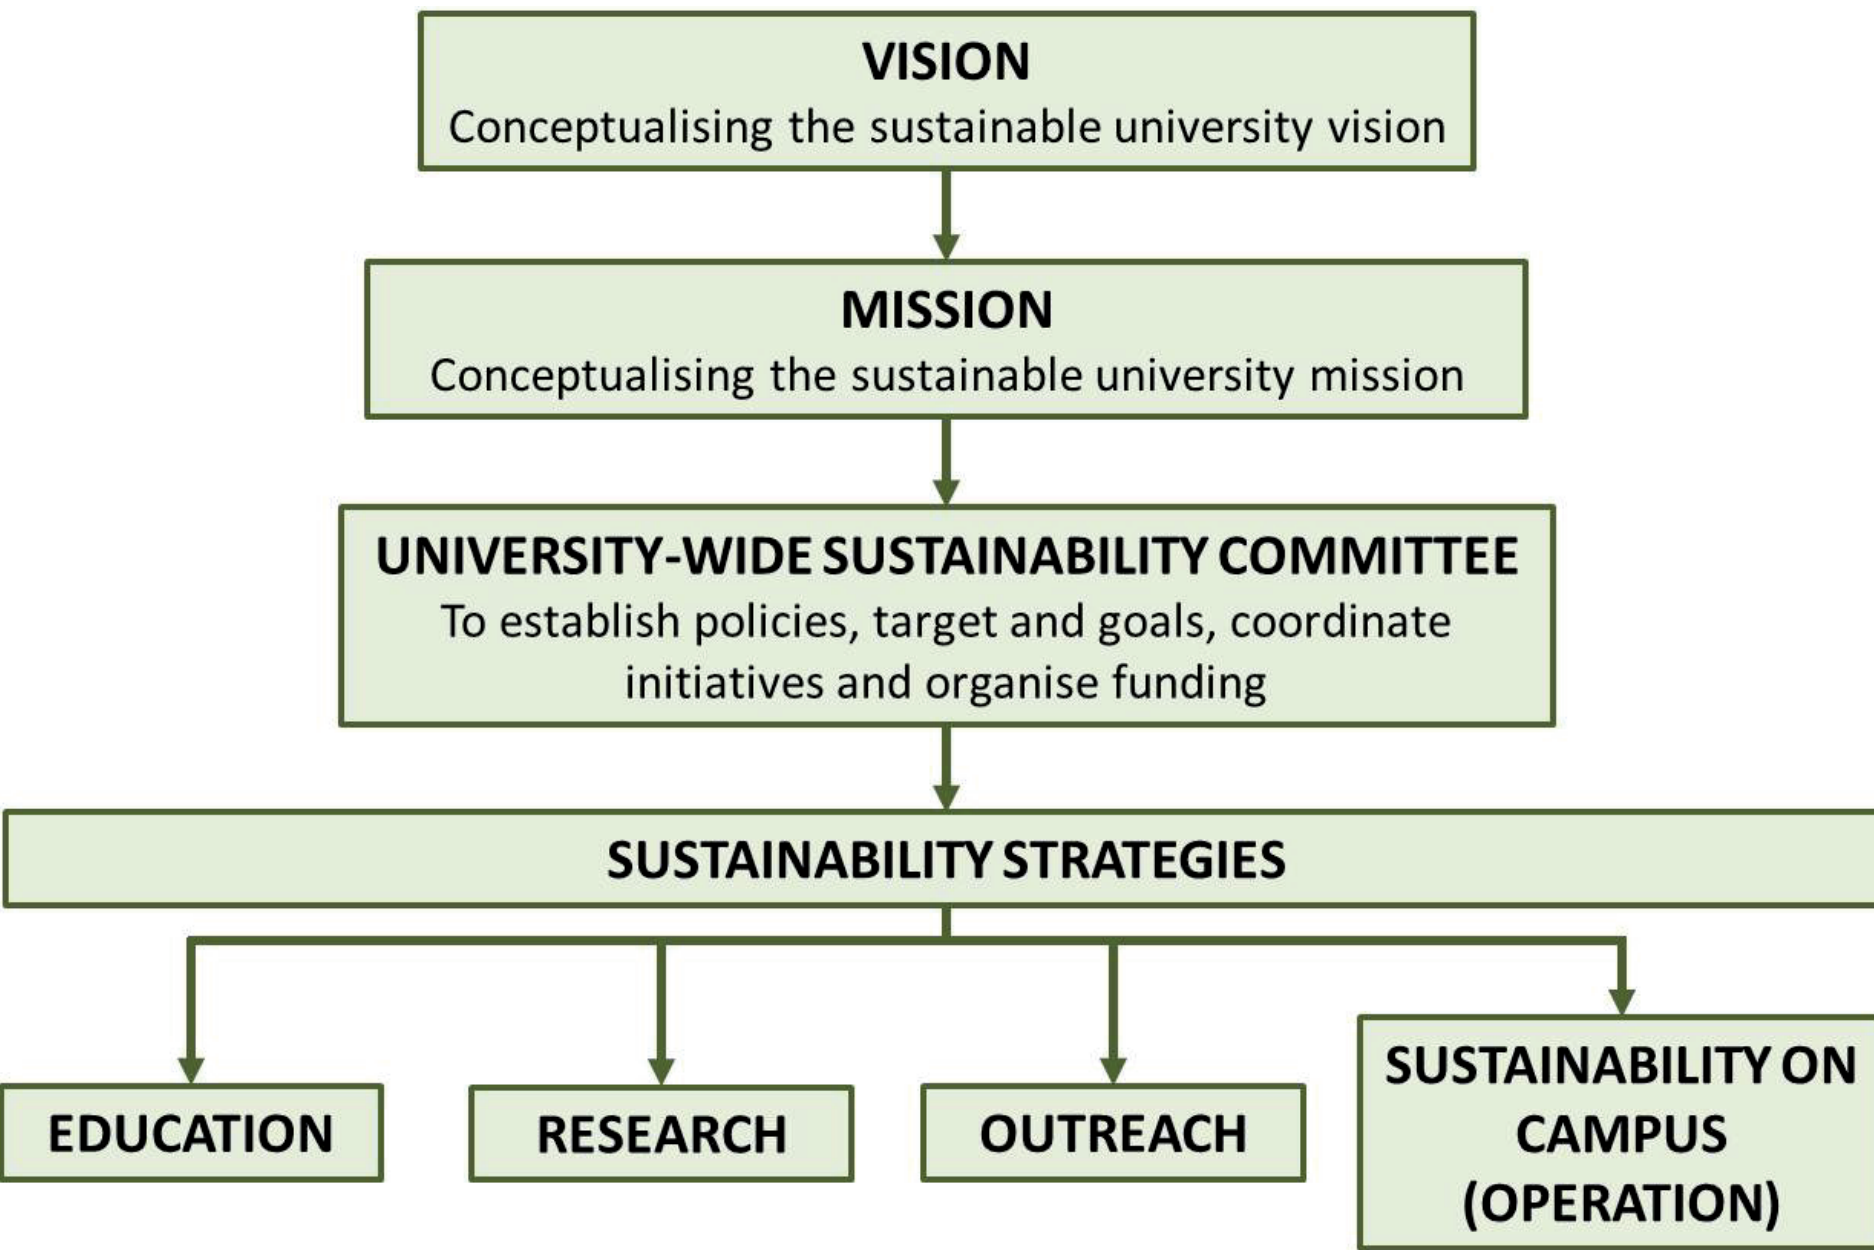 VISION
Conceptualising the sustainable university vision
MISSION
Conceptualising the sustainable university mission
UNIVERSITY-WIDE SUSTAINABILITY COMMITTEE
To establish policies, target and goals, coordinate
initiatives and organise funding
SUSTAINABILITY STRATEGIES
EDUCATION
RESEARCH
OUTREACH
SUSTAINABILITY ON
CAMPUS
(OPERATION)